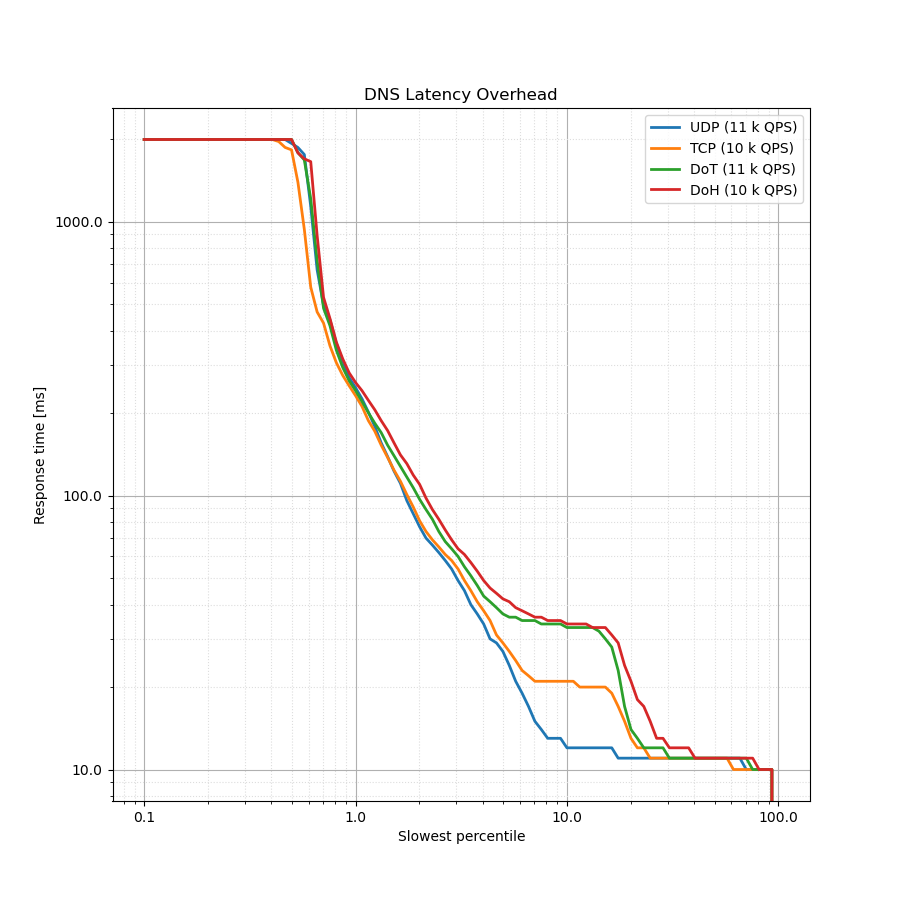 DNS Latency Overhead
UDP (11 k QPS)
TCP (10 k QPS)
DoT (11 k QPS)
DoH (10 k QPS)
Response time [ms]
1000.0
100.0
10.0
0.1 1.0 10.0 100.0
Slowest percentile